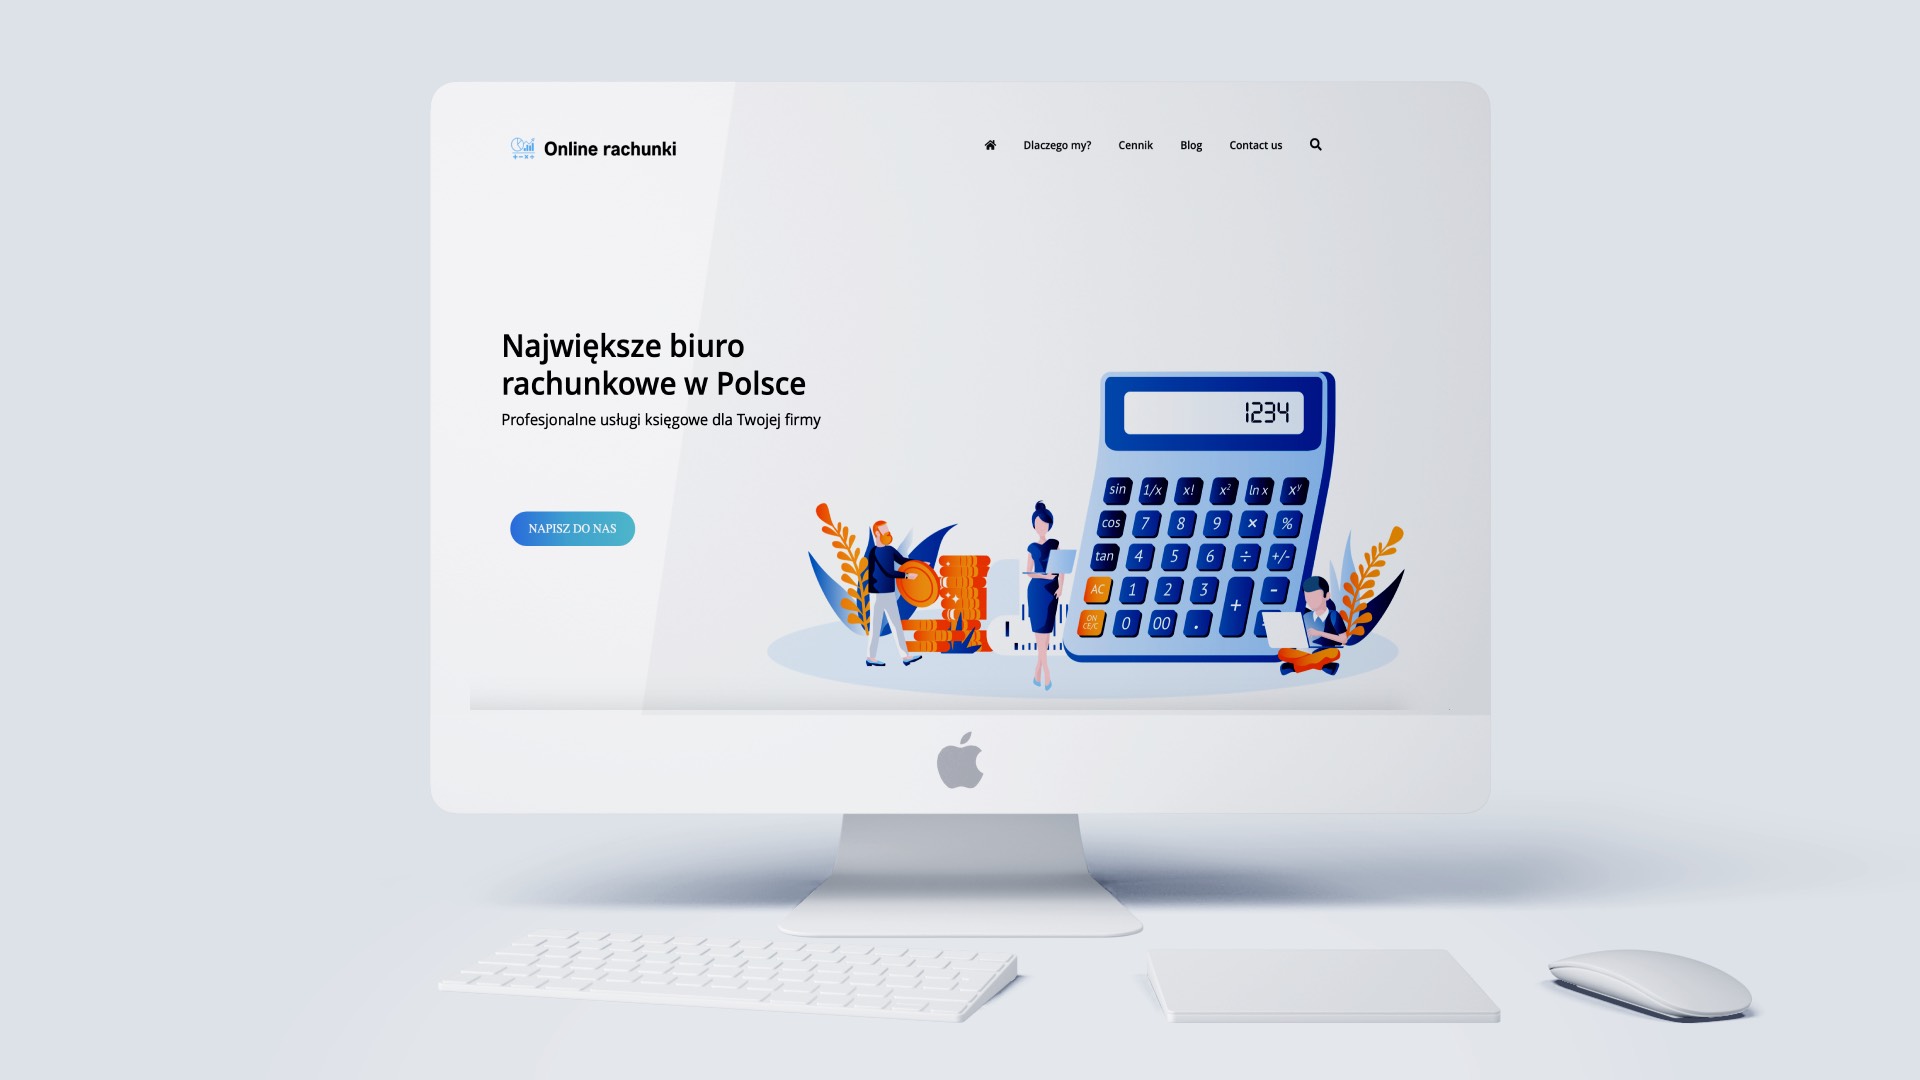 Online rachunki
Dlaczego my? Cennik Blog Contact us
Największe biuro
rachunkowe w Polsce
Profesjonalne usługi księgowe dla Twojej firmy
NAPISZ DO NAS
1234
sin 1/x x! x² ln x xʸ
cos 7 8 9 × %
tan 4 5 6 ÷ +/-
AC 1 2 3 + -
ON
CE/C 0 00 .